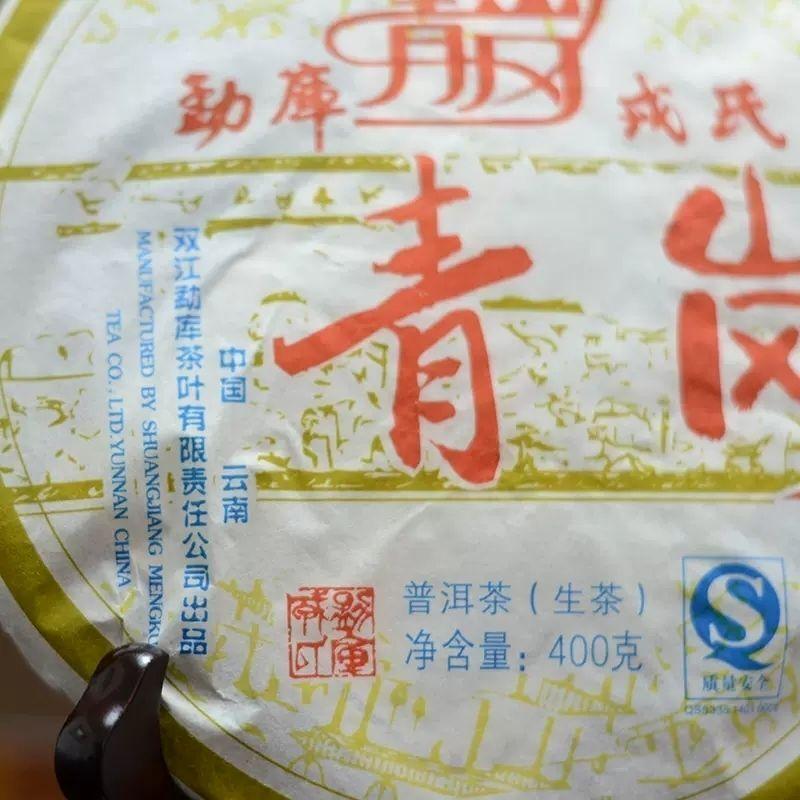 勐庫 戎氏
青岚
双江勐库茶叶有限责任公司出品
MANUFACTURED BY SHUANGJIANG MENGKU
TEA CO., LTD.YUNNAN CHINA
中国 云南
普洱茶（生茶）
净含量：400克
质量安全